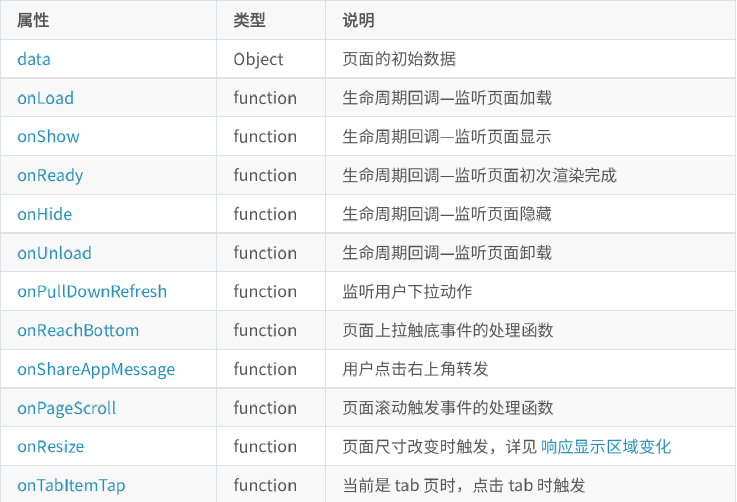 属性 类型 说明
data Object 页面的初始数据
onLoad function 生命周期回调—监听页面加载
onShow function 生命周期回调—监听页面显示
onReady function 生命周期回调—监听页面初次渲染完成
onHide function 生命周期回调—监听页面隐藏
onUnload function 生命周期回调—监听页面卸载
onPullDownRefresh function 监听用户下拉动作
onReachBottom function 页面上拉触底事件的处理函数
onShareAppMessage function 用户点击右上角转发
onPageScroll function 页面滚动触发事件的处理函数
onResize function 页面尺寸改变时触发，详见 响应显示区域变化
onTabItemTap function 当前是 tab 页时，点击 tab 时触发